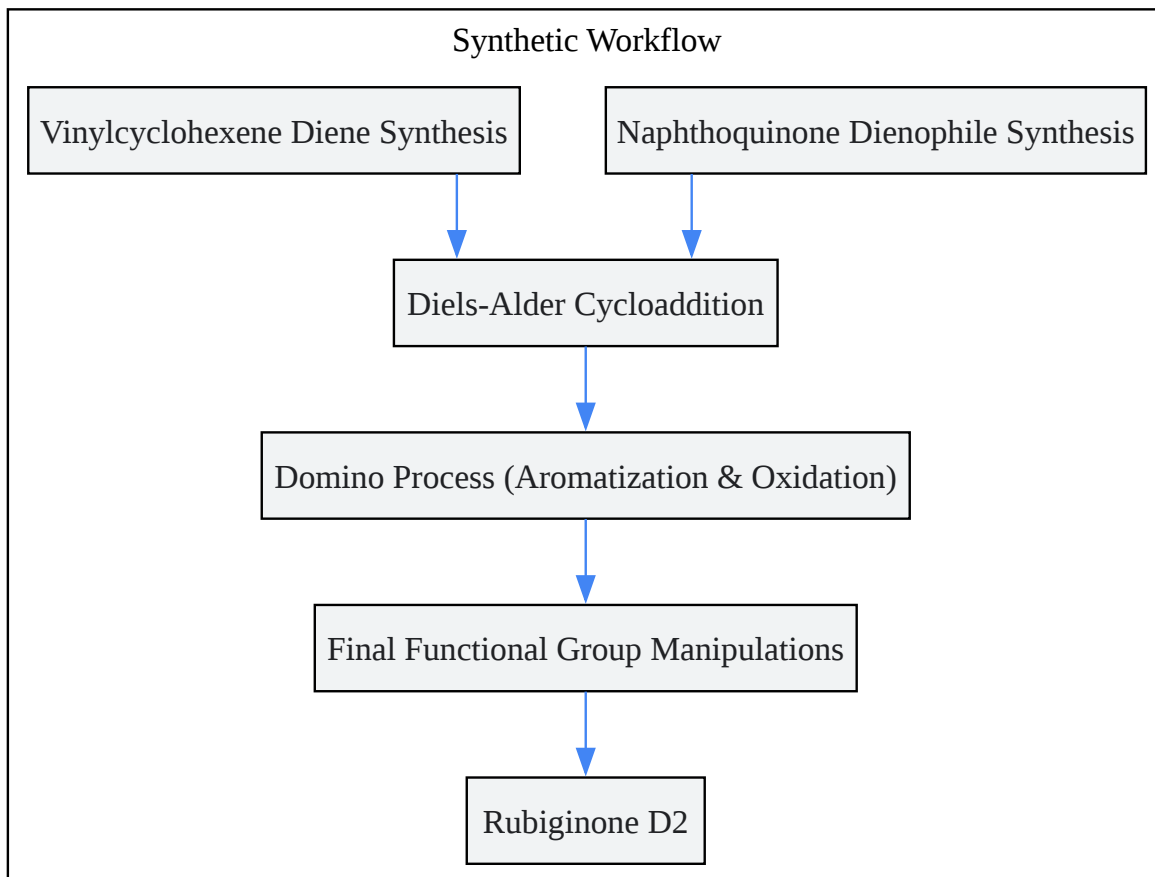 Synthetic Workflow
Vinylcyclohexene Diene Synthesis
Naphthoquinone Dienophile Synthesis
Diels-Alder Cycloaddition
Domino Process (Aromatization & Oxidation)
Final Functional Group Manipulations
Rubiginone D2